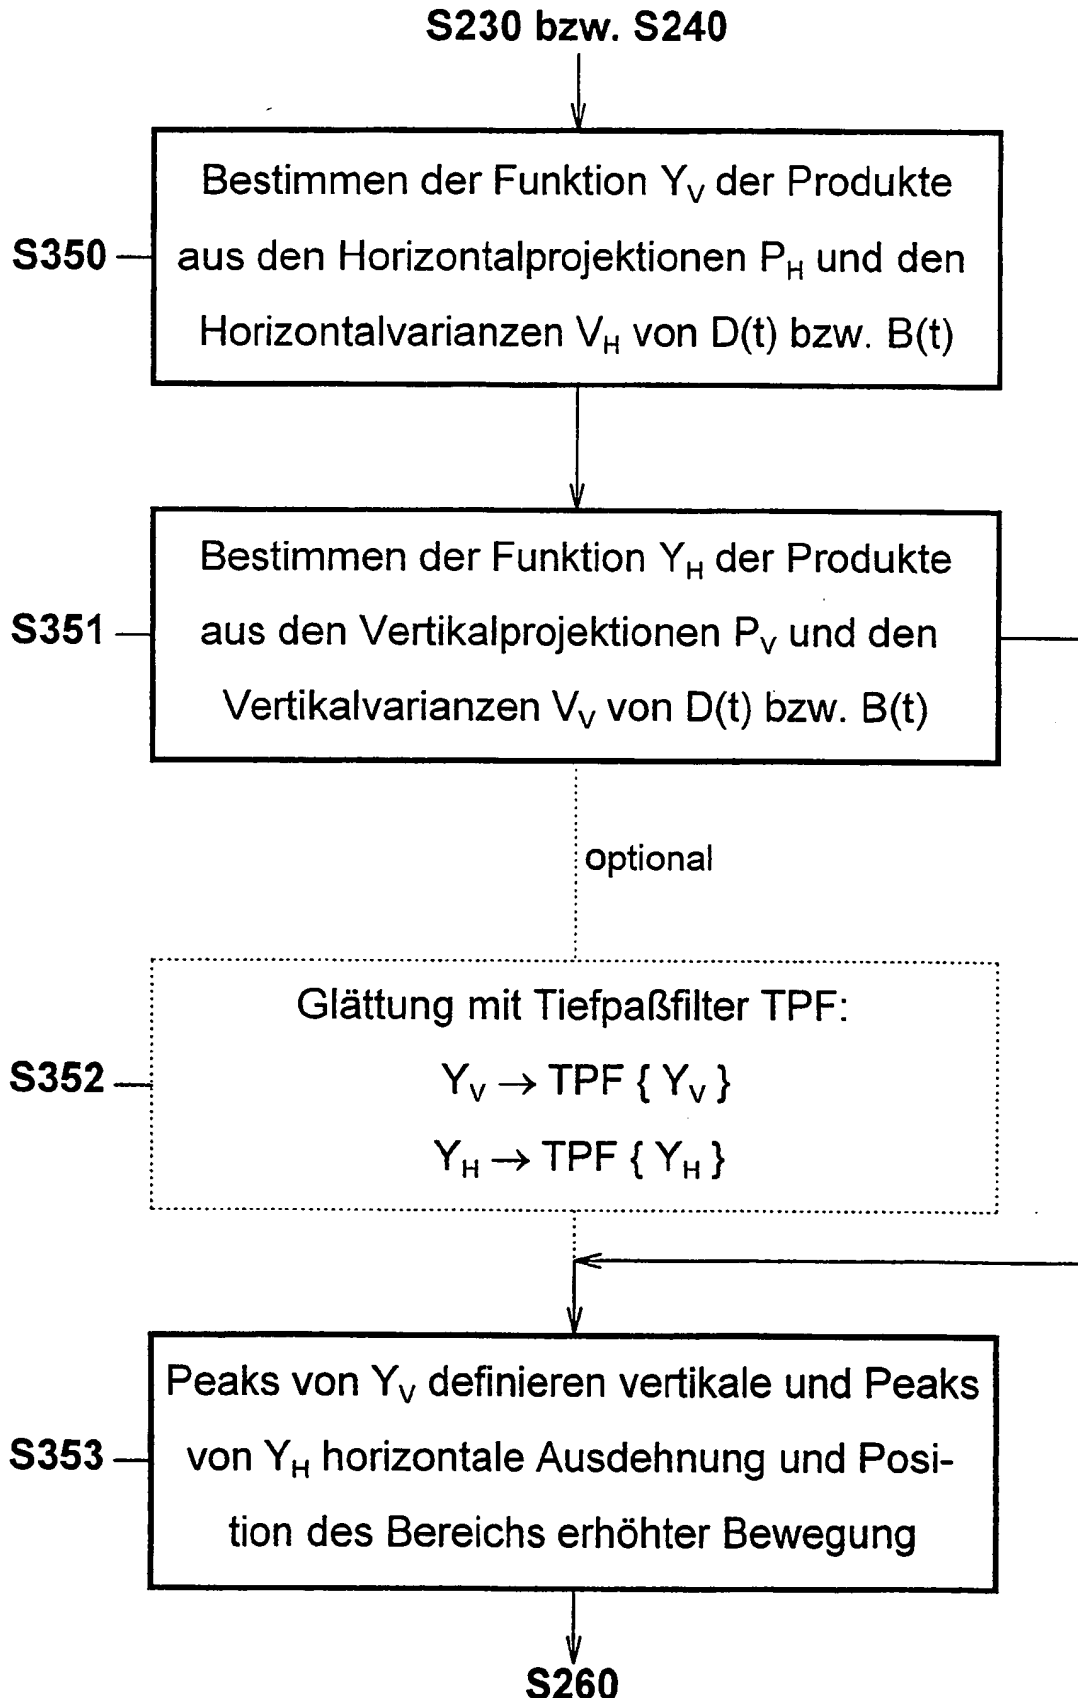 S230 bzw. S240
Bestimmen der Funktion Y_V der Produkte
S350
aus den Horizontalprojektionen P_H und den
Horizontalvarianzen V_H von D(t) bzw. B(t)
Bestimmen der Funktion Y_H der Produkte
S351
aus den Vertikalprojektionen P_V und den
Vertikalvarianzen V_V von D(t) bzw. B(t)
optional
Glättung mit Tiefpaßfilter TPF:
S352
Y_V → TPF { Y_V }
Y_H → TPF { Y_H }
Peaks von Y_V definieren vertikale und Peaks
S353
von Y_H horizontale Ausdehnung und Posi-
tion des Bereichs erhöhter Bewegung
S260